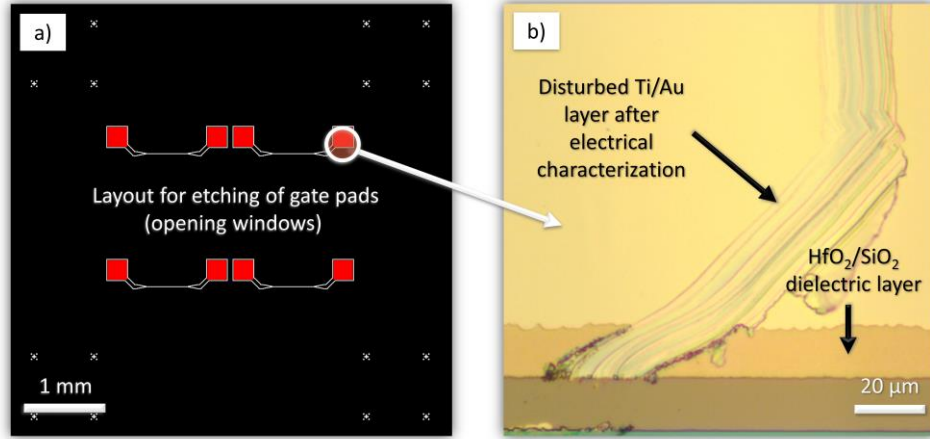 a)
Layout for etching of gate pads
(opening windows)
1 mm
b)
Disturbed Ti/Au
layer after
electrical
characterization
HfO₂/SiO₂
dielectric layer
20 µm